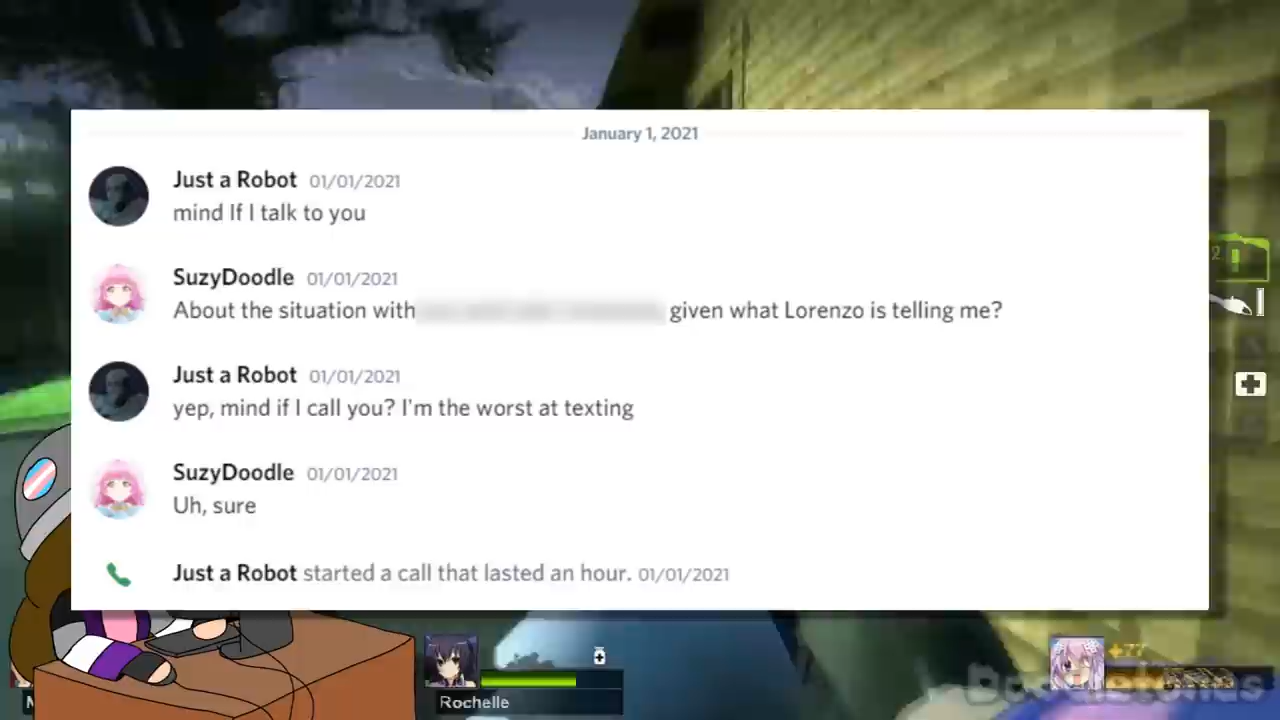 January 1, 2021
Just a Robot 01/01/2021
mind If I talk to you
SuzyDoodle 01/01/2021
About the situation with given what Lorenzo is telling me?
Just a Robot 01/01/2021
yep, mind if I call you? I'm the worst at texting
SuzyDoodle 01/01/2021
Uh, sure
Just a Robot started a call that lasted an hour. 01/01/2021
2
+77
Rochelle